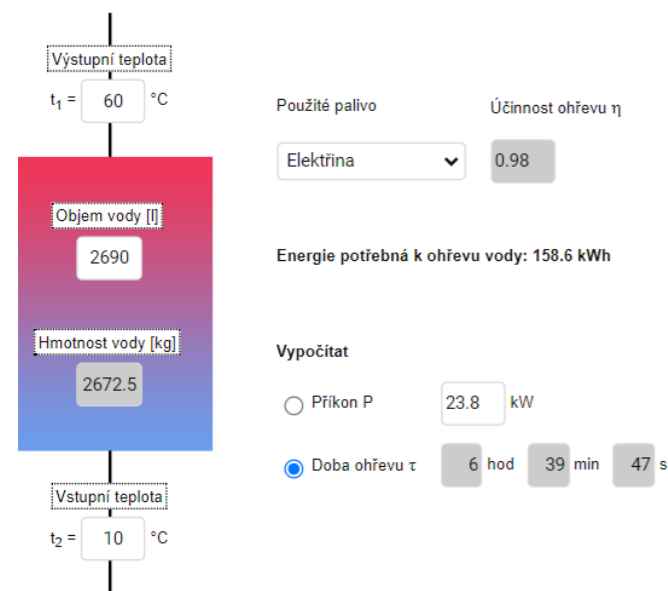 Výstupní teplota
t₁ = 60 °C
Použité palivo
Účinnost ohřevu η
Elektřina
0.98
Objem vody [l]
2690
Energie potřebná k ohřevu vody: 158.6 kWh
Hmotnost vody [kg]
2672.5
Vypočítat
Příkon P 23.8 kW
Doba ohřevu τ 6 hod 39 min 47 s
Vstupní teplota
t₂ = 10 °C